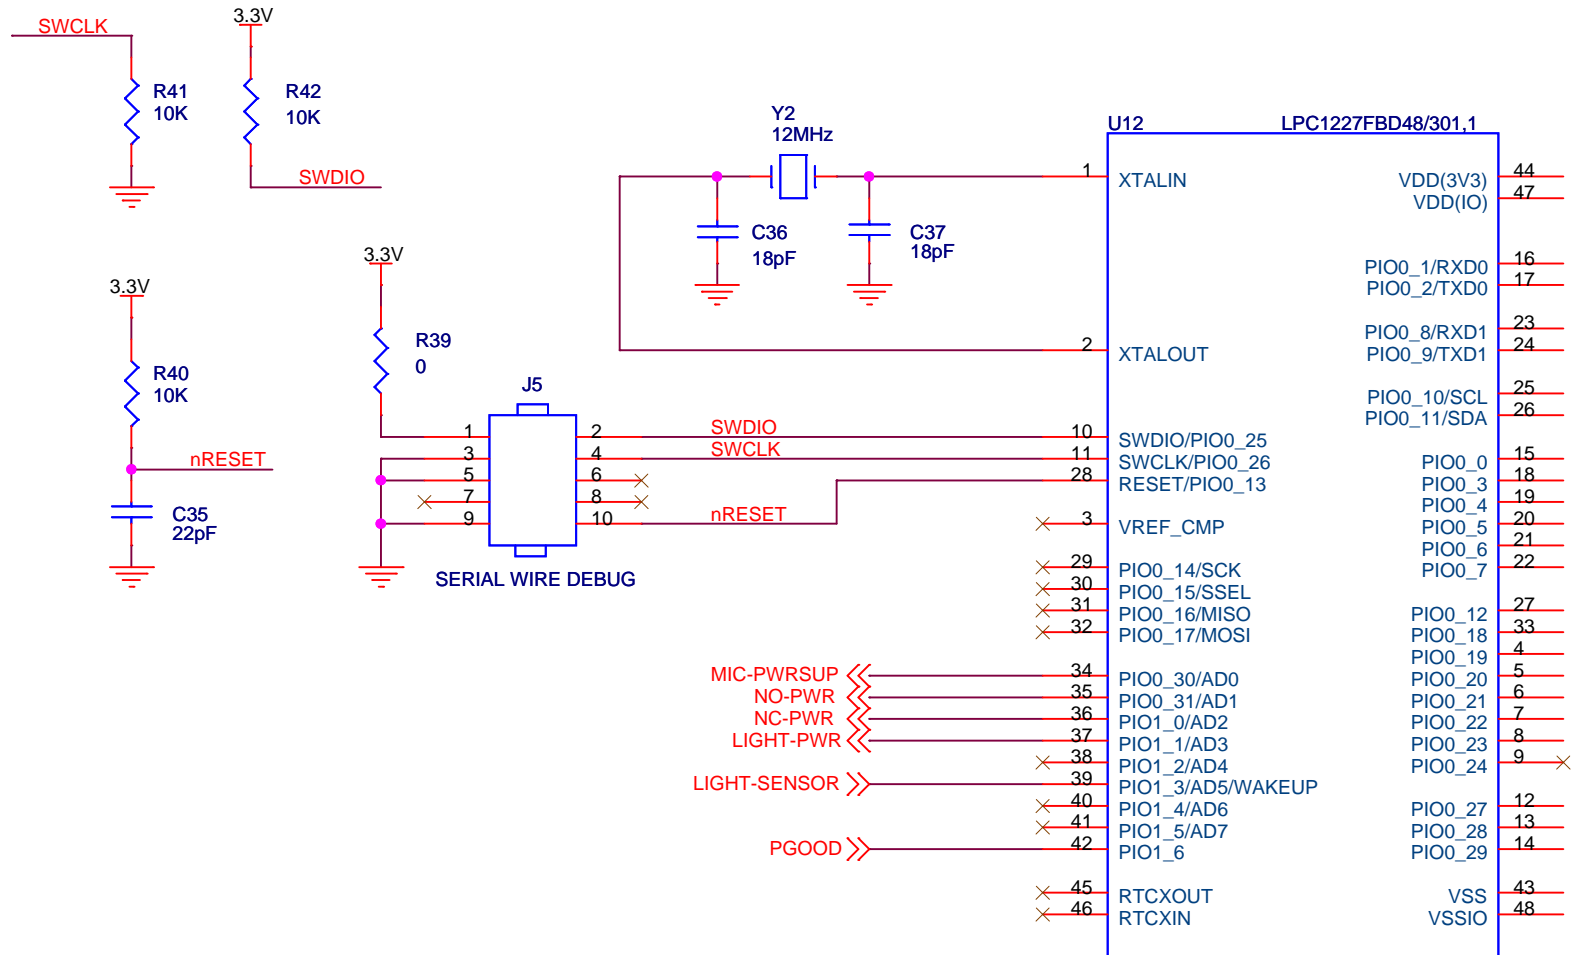 SWCLK
3.3V
R41
10K
R42
10K
SWDIO
3.3V
R40
10K
nRESET
C35
22pF
3.3V
R39
0
J5
1
2
3
4
5
6
7
8
9
10
SERIAL WIRE DEBUG
SWDIO
SWCLK
nRESET
Y2
12MHz
C36
18pF
C37
18pF
MIC-PWRSUP
NO-PWR
NC-PWR
LIGHT-PWR
LIGHT-SENSOR
PGOOD
U12 LPC1227FBD48/301,1
1 XTALIN
2 XTALOUT
10 SWDIO/PIO0_25
11 SWCLK/PIO0_26
28 RESET/PIO0_13
3 VREF_CMP
29 PIO0_14/SCK
30 PIO0_15/SSEL
31 PIO0_16/MISO
32 PIO0_17/MOSI
34 PIO0_30/AD0
35 PIO0_31/AD1
36 PIO1_0/AD2
37 PIO1_1/AD3
38 PIO1_2/AD4
39 PIO1_3/AD5/WAKEUP
40 PIO1_4/AD6
41 PIO1_5/AD7
42 PIO1_6
45 RTCXOUT
46 RTCXIN
VDD(3V3) 44
VDD(IO) 47
PIO0_1/RXD0 16
PIO0_2/TXD0 17
PIO0_8/RXD1 23
PIO0_9/TXD1 24
PIO0_10/SCL 25
PIO0_11/SDA 26
PIO0_0 15
PIO0_3 18
PIO0_4 19
PIO0_5 20
PIO0_6 21
PIO0_7 22
PIO0_12 27
PIO0_18 33
PIO0_19 4
PIO0_20 5
PIO0_21 6
PIO0_22 7
PIO0_23 8
PIO0_24 9
PIO0_27 12
PIO0_28 13
PIO0_29 14
VSS 43
VSSIO 48